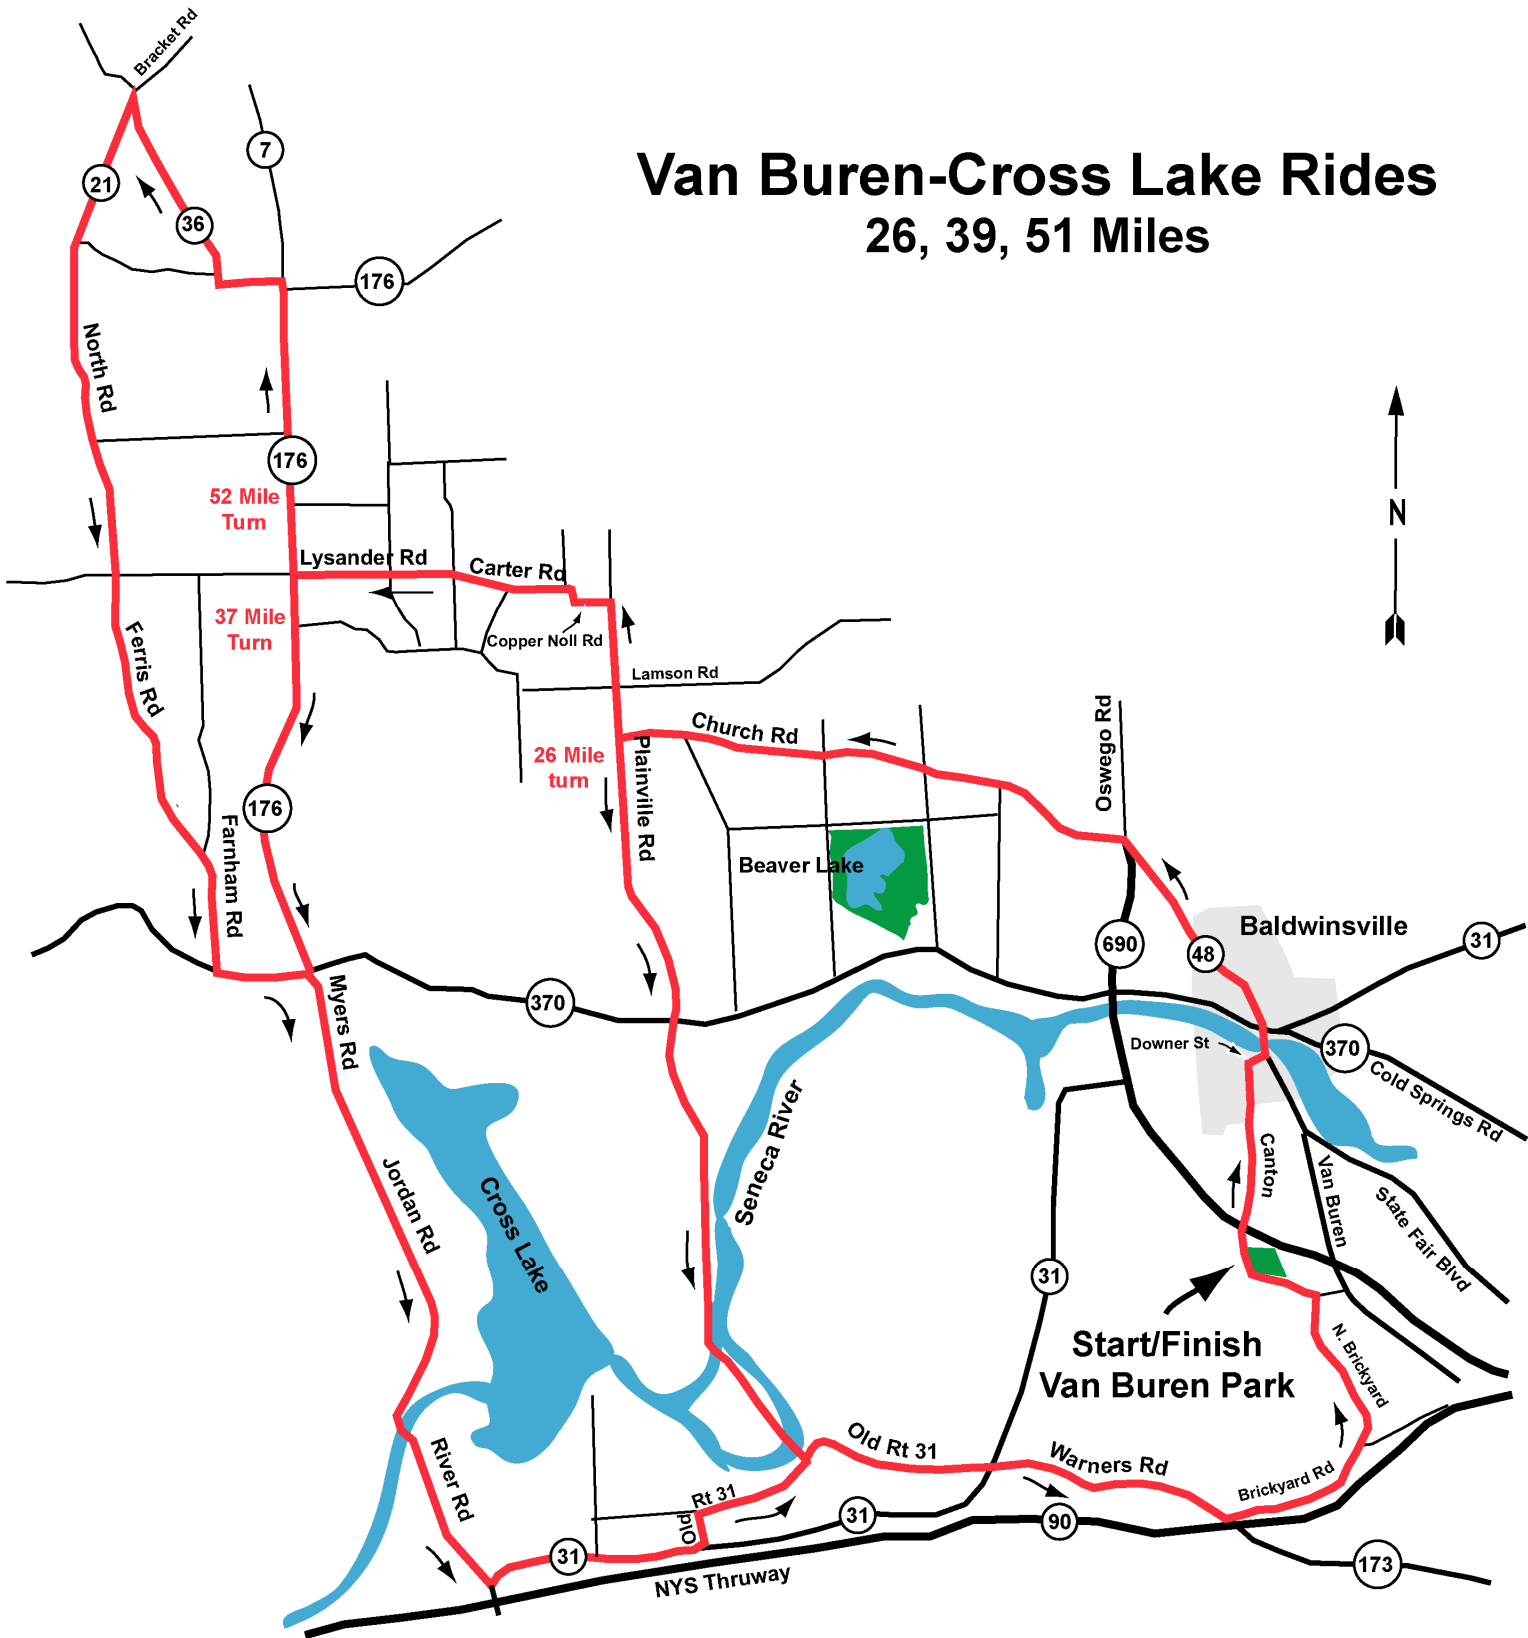 Van Buren-Cross Lake Rides
26, 39, 51 Miles
Bracket Rd
7
21
36
176
North Rd
176
52 Mile
Turn
N
Lysander Rd
Carter Rd
37 Mile
Turn
Copper Noll Rd
Ferris Rd
Lamson Rd
Church Rd
Oswego Rd
26 Mile
turn
Plainville Rd
176
Farnham Rd
Beaver Lake
Baldwinsville
690
48
31
370
Myers Rd
Downer St
370
Cold Springs Rd
Seneca River
Canton
Van Buren
State Fair Blvd
Jordan Rd
Cross Lake
31
Start/Finish
Van Buren Park
N. Brickyard
River Rd
Old Rt 31
Warners Rd
Brickyard Rd
Rt 31
Old
31
90
31
NYS Thruway
173